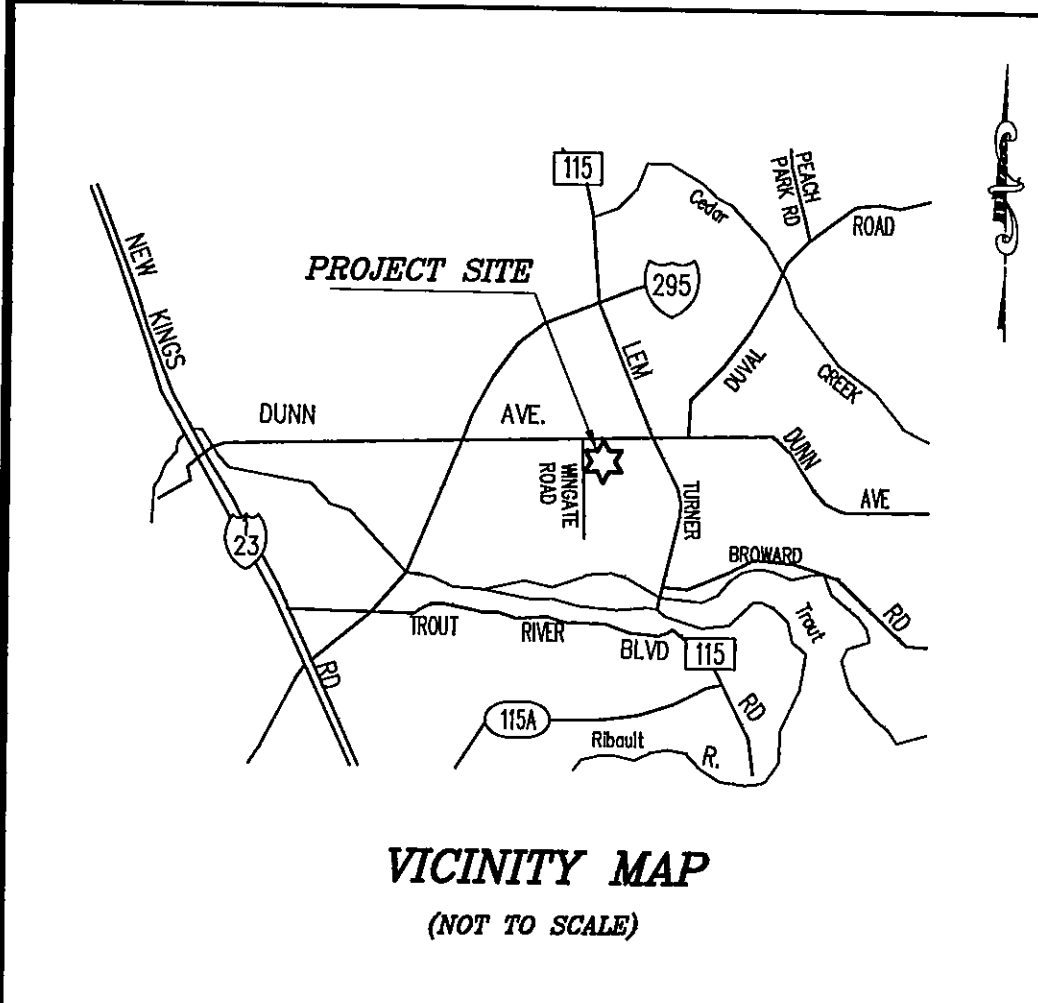 115
Cedar
PEACH
PARK RD
ROAD
NEW
KINGS
RD
PROJECT SITE
295
LEM
TURNER
DUVAL
CREEK
DUNN
AVE.
DUNN
AVE
WINGATE
ROAD
23
BROWARD
RD
TROUT
RIVER
BLVD
115
RD
Trout
115A
Ribault
R.
VICINITY MAP
(NOT TO SCALE)